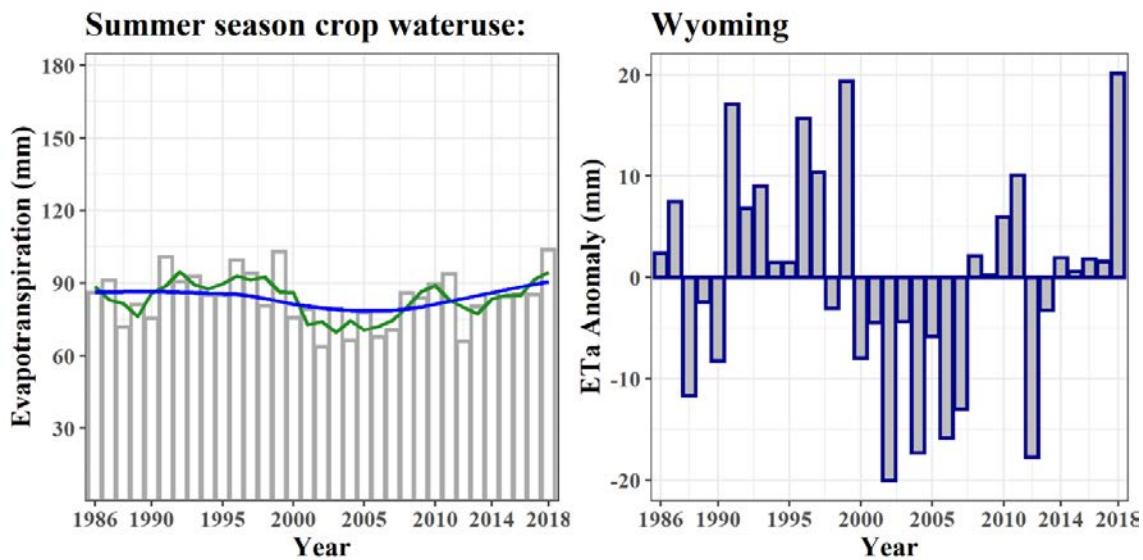 Summer season crop wateruse:
Evapotranspiration (mm)
180
150
120
90
60
30
1986 1990 1995 2000 2005 2010 2014 2018
Year
Wyoming
ETa Anomaly (mm)
20
10
0
-10
-20
1986 1990 1995 2000 2005 2010 2014 2018
Year